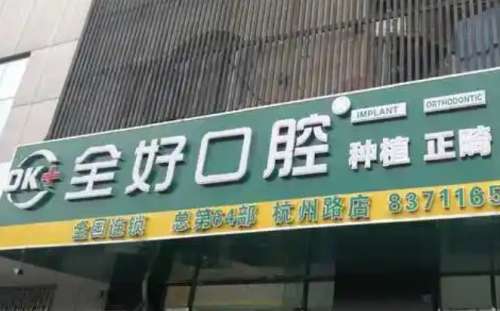 IMPLANT ORTHODONTIC
OK 全好口腔 种植 正畸
全国连锁 总第64部 杭州路店 8371165